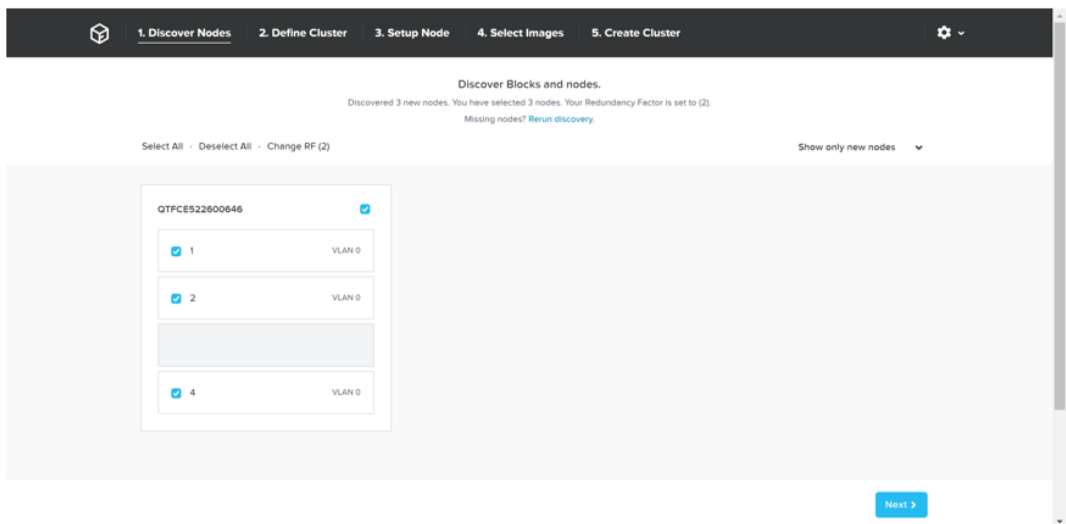 1. Discover Nodes 2. Define Cluster 3. Setup Node 4. Select Images 5. Create Cluster
Discover Blocks and nodes.
Discovered 3 new nodes. You have selected 3 nodes. Your Redundancy Factor is set to (2).
Missing nodes? Rerun discovery.
Select All · Deselect All · Change RF (2) Show only new nodes
QTFCE522600646
1 VLAN 0
2 VLAN 0
4 VLAN 0
Next >